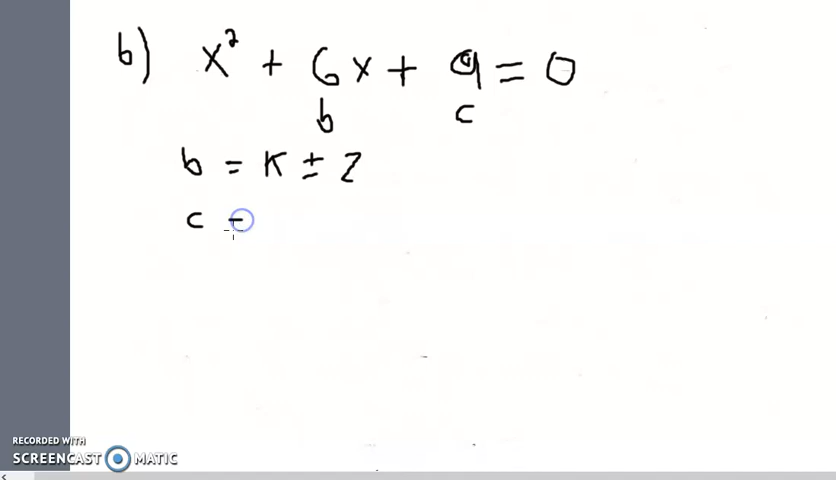 b) x² + 6x + 9 = 0
b c
b = K ± Z
c =
RECORDED WITH
SCREENCAST MATIC